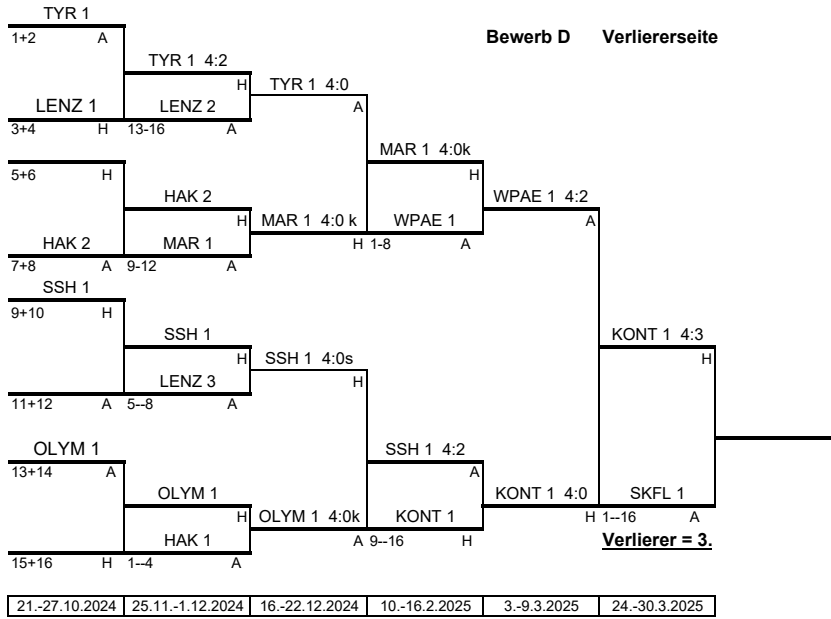 TYR 1
1+2 A
Bewerb D Verliererseite
TYR 1 4:2
H
TYR 1 4:0
A
LENZ 1
LENZ 2
3+4 H
13-16 A
5+6 H
MAR 1 4:0k
H
HAK 2
H
WPAE 1 4:2
A
MAR 1 4:0 k
WPAE 1
H 1-8 A
HAK 2
MAR 1
7+8 A
9-12 A
SSH 1
9+10 H
SSH 1
H
SSH 1 4:0s
H
KONT 1 4:3
H
LENZ 3
11+12 A
5--8 A
OLYM 1
13+14 A
SSH 1 4:2
A
OLYM 1
H
KONT 1 4:0
SKFL 1
H 1--16 A
OLYM 1 4:0k
KONT 1
A 9--16 H
HAK 1
Verlierer = 3.
15+16 H
1--4 A
21.-27.10.2024 25.11.-1.12.2024 16.-22.12.2024 10.-16.2.2025 3.-9.3.2025 24.-30.3.2025